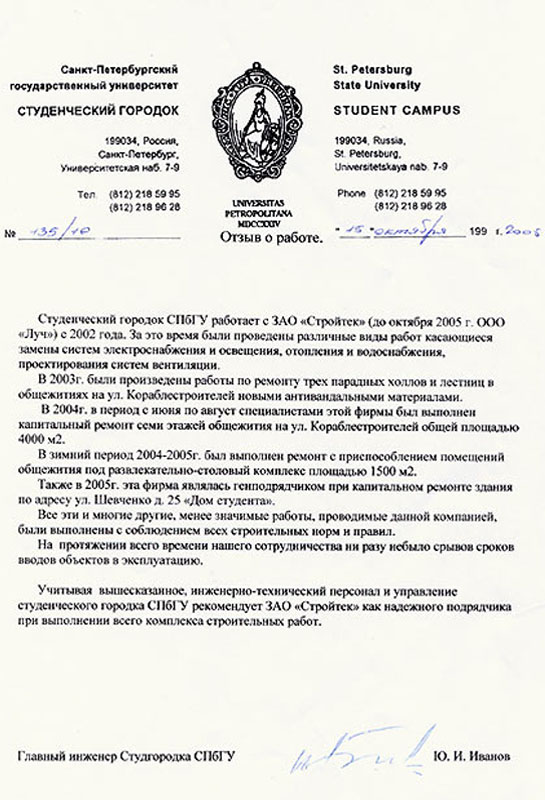 Санкт-Петербургский
государственный университет
СТУДЕНЧЕСКИЙ ГОРОДОК
199034, Россия,
Санкт-Петербург,
Университетская наб. 7-9
Тел. (812) 218 59 95
(812) 218 96 28
№ 135/10
UNIVERSITAS
PETROPOLITANA
MDCCXXIV
St. Petersburg
State University
STUDENT CAMPUS
199034, Russia,
St. Petersburg,
Universitetskaya nab. 7-9
Phone (812) 218 59 95
(812) 218 96 28
"15" октября 199 г. 2005
Отзыв о работе.
Студенческий городок СПбГУ работает с ЗАО «Стройтек» (до октября 2005 г. ООО
«Луч») с 2002 года. За это время были проведены различные виды работ касающиеся
замены систем электроснабжения и освещения, отопления и водоснабжения,
проектирования систем вентиляции.
В 2003г. были произведены работы по ремонту трех парадных холлов и лестниц в
общежитиях на ул. Кораблестроителей новыми антивандальными материалами.
В 2004г. в период с июня по август специалистами этой фирмы был выполнен
капитальный ремонт семи этажей общежития на ул. Кораблестроителей общей площадью
4000 м2.
В зимний период 2004-2005г. был выполнен ремонт с приспособлением помещений
общежития под развлекательно-столовый комплекс площадью 1500 м2.
Также в 2005г. эта фирма являлась генподрядчиком при капитальном ремонте здания
по адресу ул. Шевченко д. 25 «Дом студента».
Все эти и многие другие, менее значимые работы, проводимые данной компанией,
были выполнены с соблюдением всех строительных норм и правил.
На протяжении всего времени нашего сотрудничества ни разу небыло срывов сроков
вводов объектов в эксплуатацию.
Учитывая вышесказанное, инженерно-технический персонал и управление
студенческого городка СПбГУ рекомендует ЗАО «Стройтек» как надежного подрядчика
при выполнении всего комплекса строительных работ.
Главный инженер Студгородка СПбГУ
Ю. И. Иванов